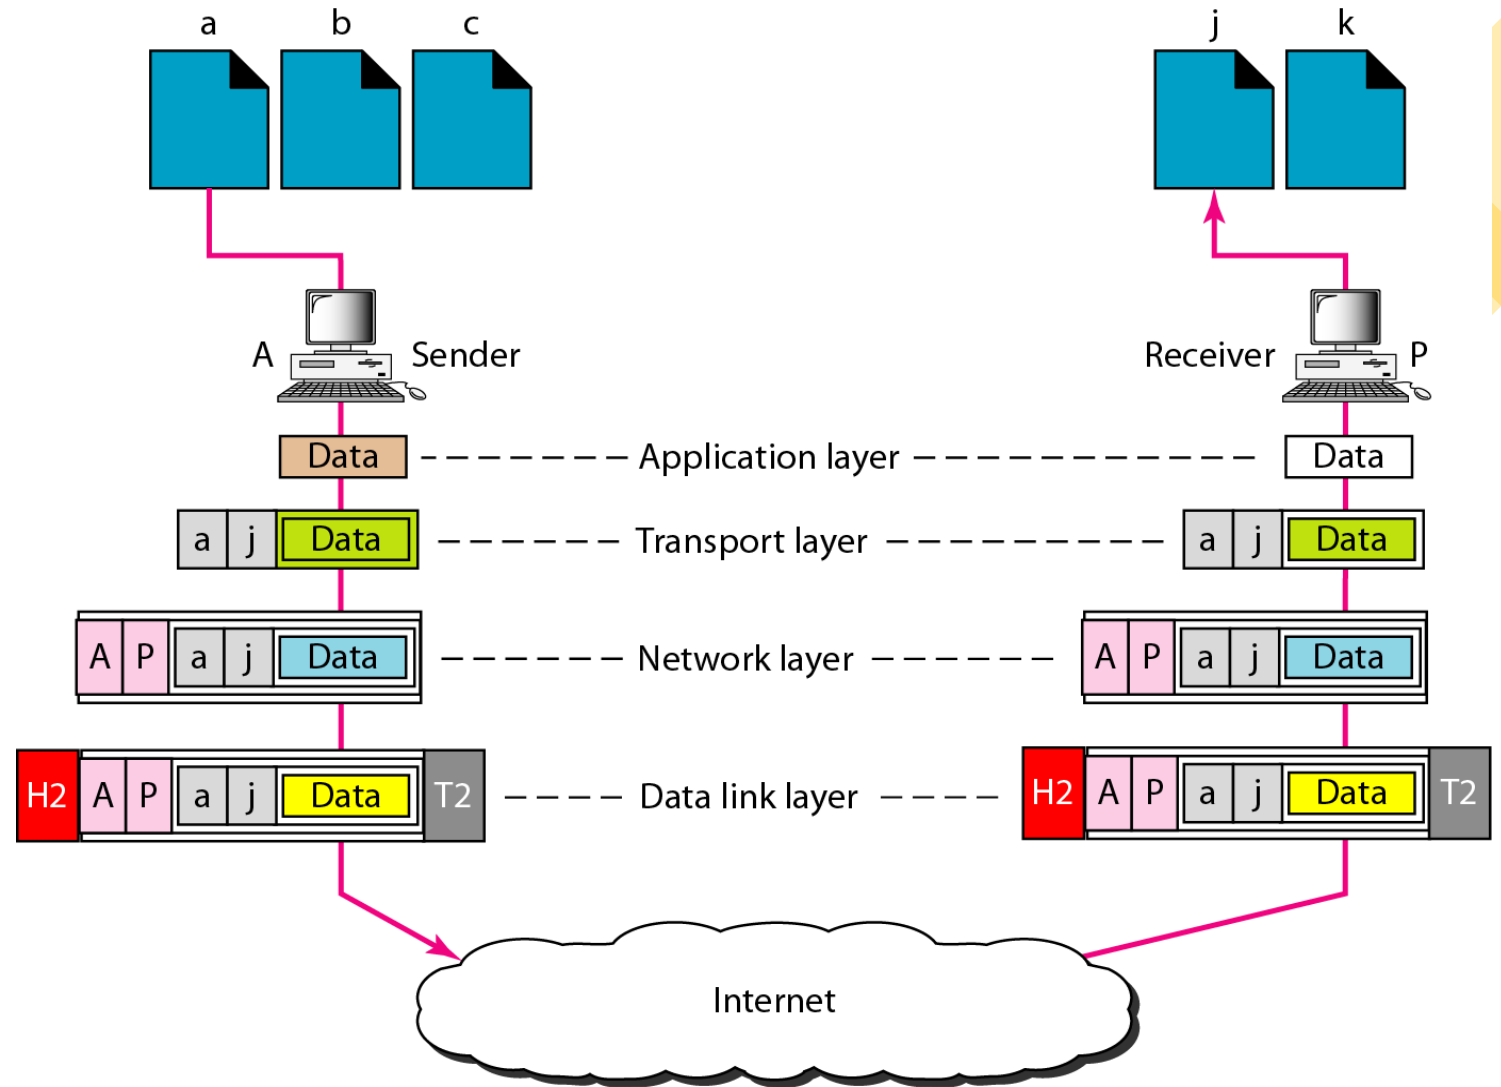 a b c j k
A Sender Receiver P
Data Application layer Data
a j Data Transport layer a j Data
A P a j Data Network layer A P a j Data
H2 A P a j Data T2 Data link layer H2 A P a j Data T2
Internet